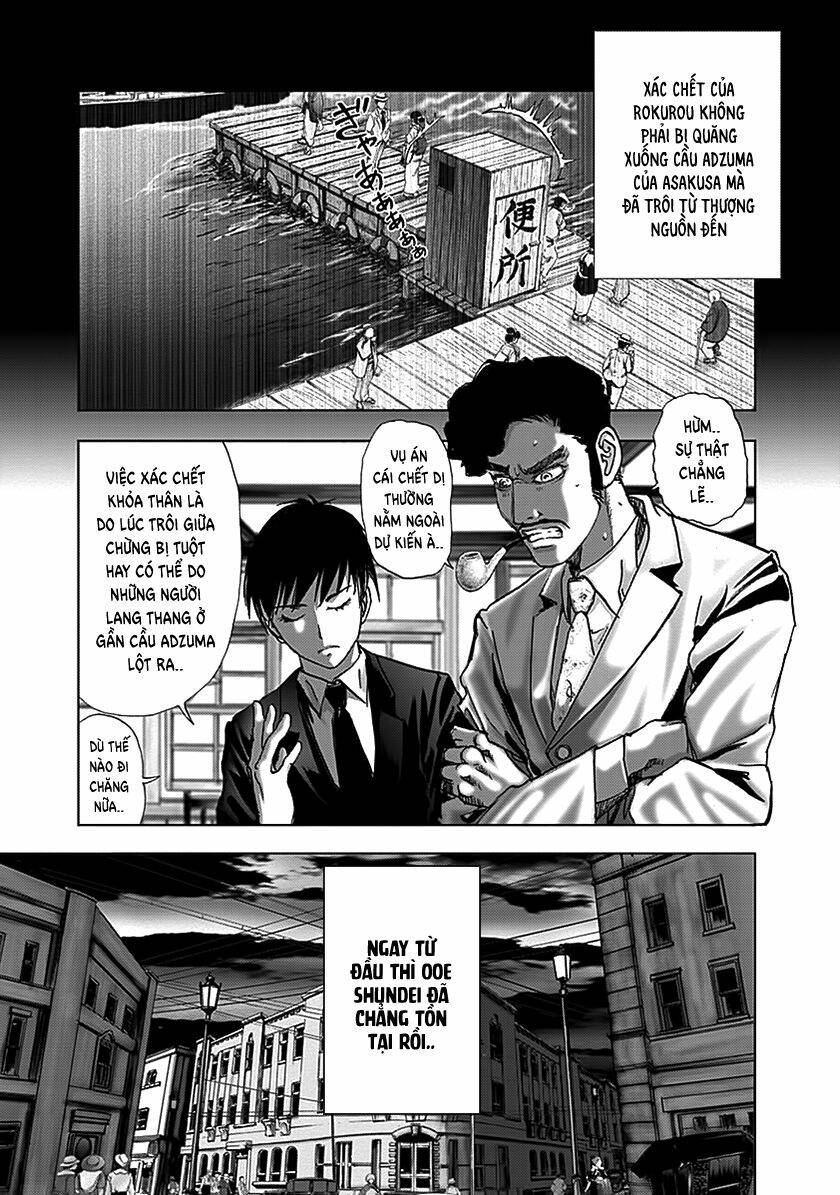 XÁC CHẾT CỦA
ROKUROU KHÔNG
PHẢI BỊ QUĂNG
XUỐNG CẦU ADZUMA
CỦA ASAKUSA MÀ
ĐÃ TRÔI TỪ THƯỢNG
NGUỒN ĐẾN
ぎゃああああぁぁ
便所
HỪM..
SỰ THẬT
CHẲNG
LẼ..
VỤ ÁN
CÁI CHẾT DỊ
THƯỜNG
NẰM NGOÀI
DỰ KIẾN À..
VIỆC XÁC CHẾT
KHỎA THÂN LÀ
DO LÚC TRÔI GIỮA
CHỪNG BỊ TUỘT
HAY CÓ THỂ DO
NHỮNG NGƯỜI
LANG THANG Ở
GẦN CẦU ADZUMA
LỘT RA..
DÙ THẾ
NÀO ĐI
CHĂNG
NỮA..
NGAY TỪ
ĐẦU THÌ OOE
SHUNDEI ĐÃ
CHẲNG TỒN
TẠI RỒI..